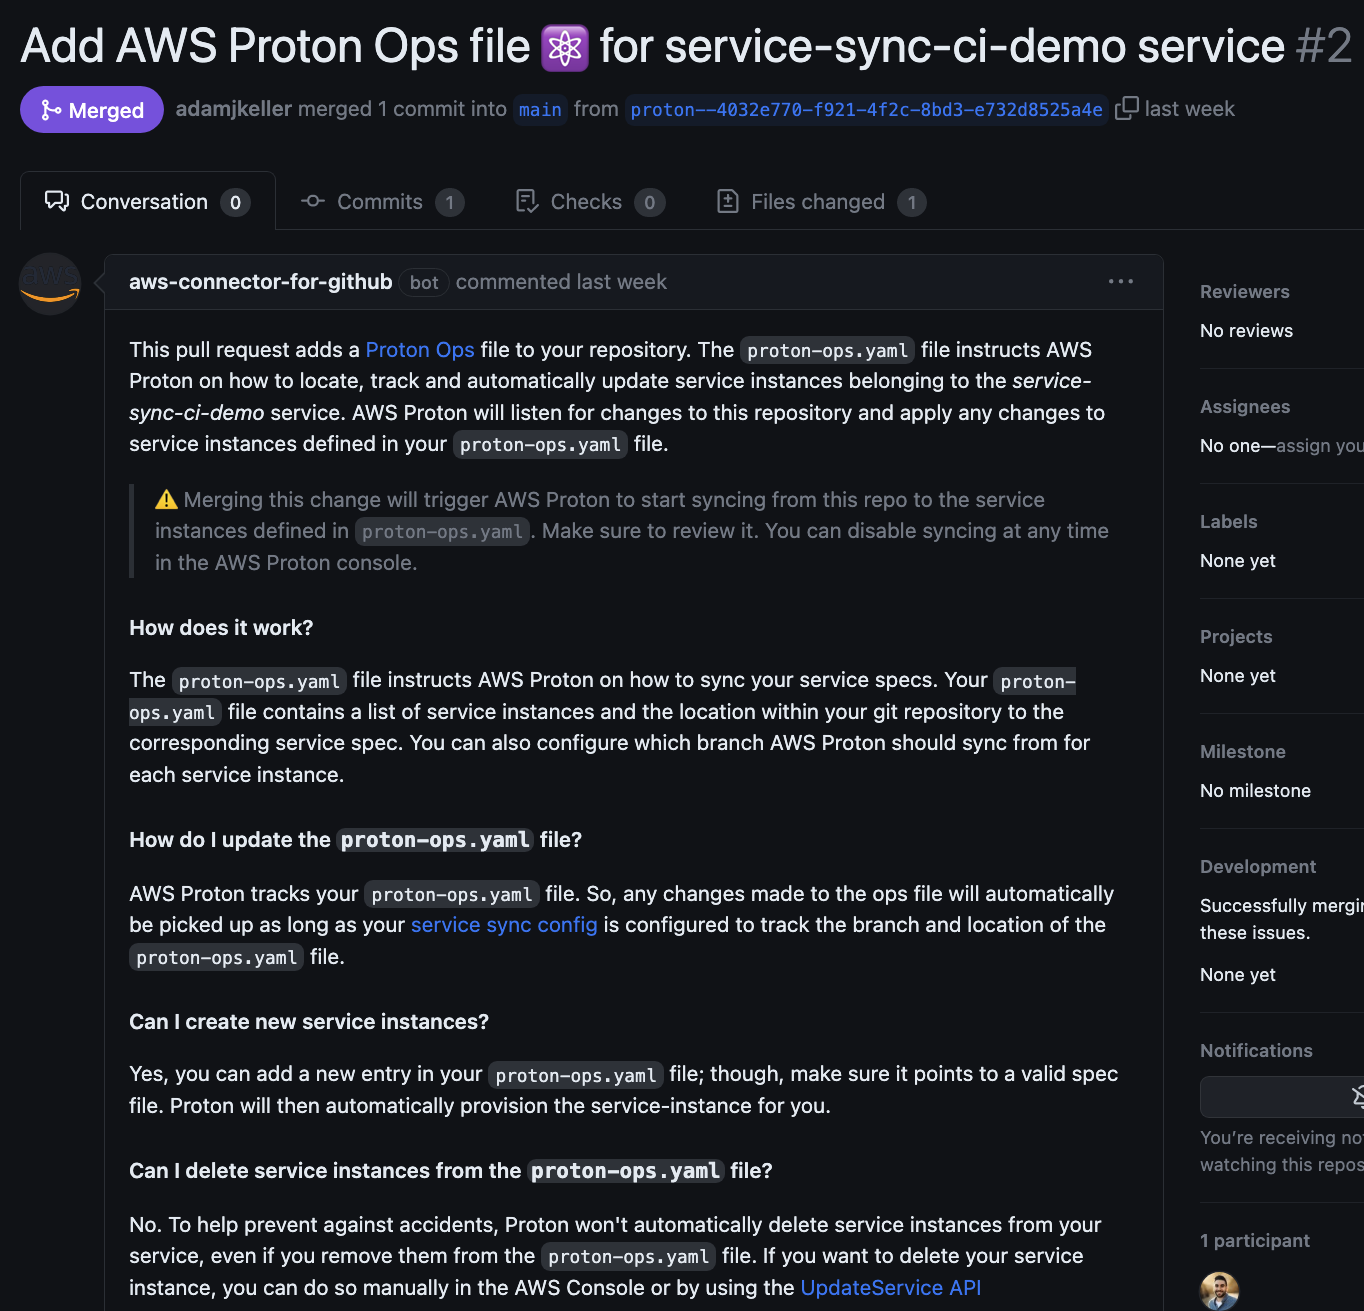 Add AWS Proton Ops file ⚛️ for service-sync-ci-demo service #2
Merged adamjkeller merged 1 commit into main from proton--4032e770-f921-4f2c-8bd3-e732d8525a4e last week
Conversation 0 Commits 1 Checks 0 Files changed 1
aws
aws-connector-for-github bot commented last week
This pull request adds a Proton Ops file to your repository. The proton-ops.yaml file instructs AWS
Proton on how to locate, track and automatically update service instances belonging to the service-
sync-ci-demo service. AWS Proton will listen for changes to this repository and apply any changes to
service instances defined in your proton-ops.yaml file.
⚠️ Merging this change will trigger AWS Proton to start syncing from this repo to the service
instances defined in proton-ops.yaml. Make sure to review it. You can disable syncing at any time
in the AWS Proton console.
How does it work?
The proton-ops.yaml file instructs AWS Proton on how to sync your service specs. Your proton-
ops.yaml file contains a list of service instances and the location within your git repository to the
corresponding service spec. You can also configure which branch AWS Proton should sync from for
each service instance.
How do I update the proton-ops.yaml file?
AWS Proton tracks your proton-ops.yaml file. So, any changes made to the ops file will automatically
be picked up as long as your service sync config is configured to track the branch and location of the
proton-ops.yaml file.
Can I create new service instances?
Yes, you can add a new entry in your proton-ops.yaml file; though, make sure it points to a valid spec
file. Proton will then automatically provision the service-instance for you.
Can I delete service instances from the proton-ops.yaml file?
No. To help prevent against accidents, Proton won't automatically delete service instances from your
service, even if you remove them from the proton-ops.yaml file. If you want to delete your service
instance, you can do so manually in the AWS Console or by using the UpdateService API
Reviewers
No reviews
Assignees
No one—assign you
Labels
None yet
Projects
None yet
Milestone
No milestone
Development
Successfully
these issues.
None yet
Notifications
You're receiving
watching this
1 participant